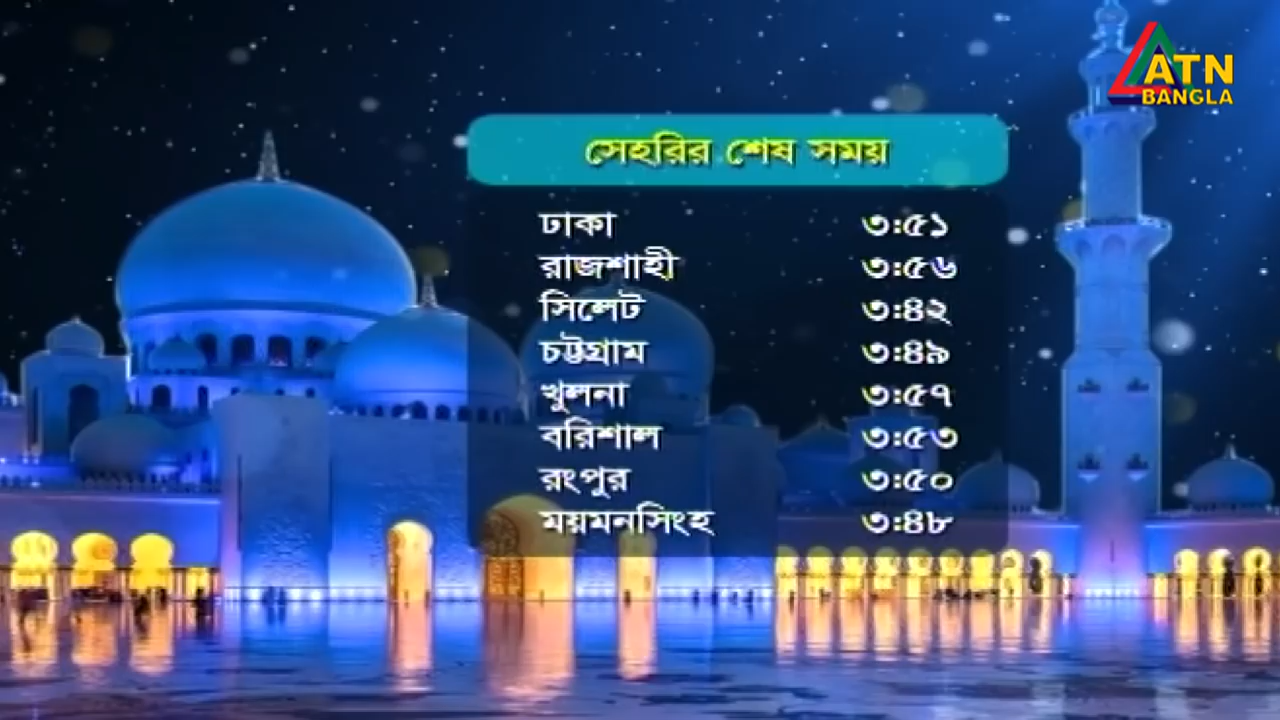 ATN
BANGLA
সেহরির শেষ সময়
ঢাকা ৩:৫১
রাজশাহী ৩:৫৬
সিলেট ৩:৪২
চট্টগ্রাম ৩:৪৯
খুলনা ৩:৫৭
বরিশাল ৩:৫৩
রংপুর ৩:৫০
ময়মনসিংহ ৩:৪৮